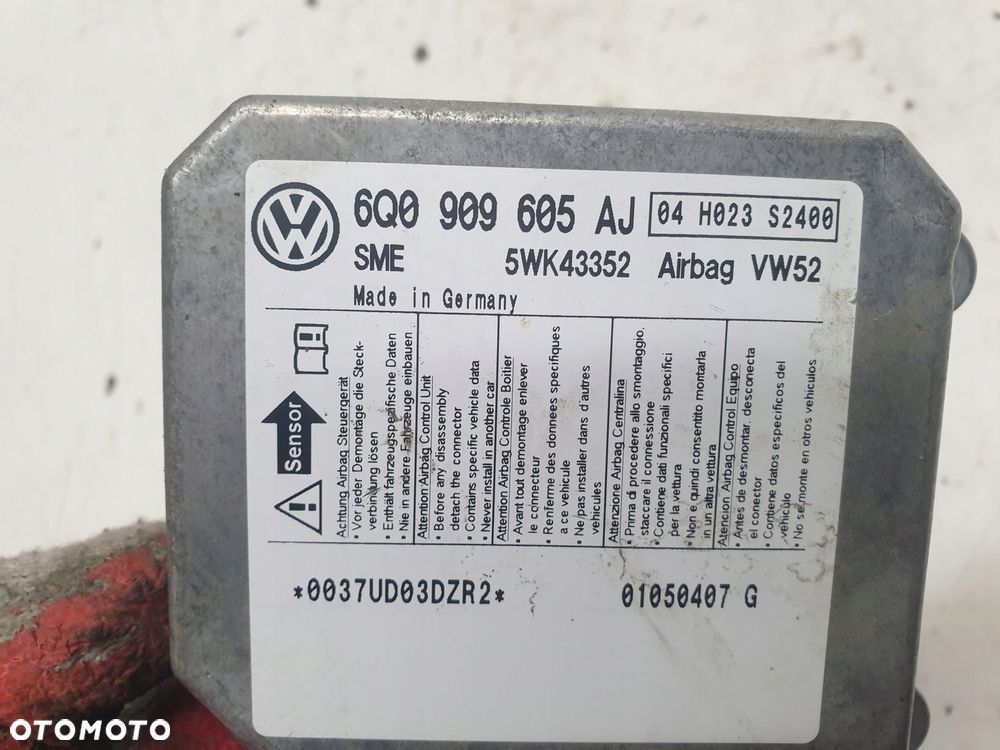 6Q0 909 605 AJ 04 H023 S2400
SME 5WK43352 Airbag VW52
Made in Germany
Sensor
Achtung Airbag Steuergerät
• Vor jeder Demontäge die Steck-
verbindung lösen
• Enthält fahrzeugspezifische Daten
• Nie in andere Fahrzeuge einbauen
Attention Airbag Control Unit
• Before any disassembly
detach the connector
• Contains specific vehicle data
• Never install in another car
Attention Airbag Controle Boitier
• Avant tout demontage enlever
le connecteur
• Renferme des donnees specifiques
a ce vehicule
• Ne pas installer dans d'autres
vehicules
Attenzione Airbag Centralina
• Prima di procedere allo smontaggio.
staccare il connessione
• Contiene dati funzionali specifici
per la vettura
• Non e quindi consentito montarla
in un altra vettura
Atencion Airbag Control Equipo
• Antes de desmontar, desconecta
el conector
• Contiene datos especificos del
vehiculo
• No se monte en otros vehiculos
*0037UD03DZR2* 01050407 G
OTOMOTO